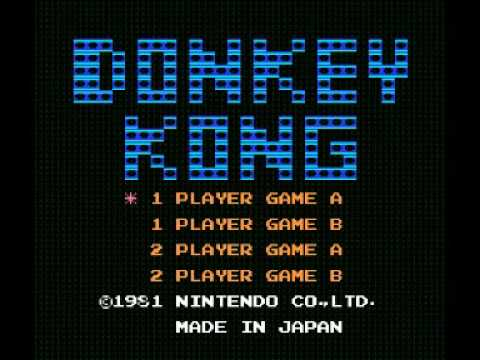 DONKEY
KONG
* 1 PLAYER GAME A
1 PLAYER GAME B
2 PLAYER GAME A
2 PLAYER GAME B
©1981 NINTENDO CO.,LTD.
MADE IN JAPAN